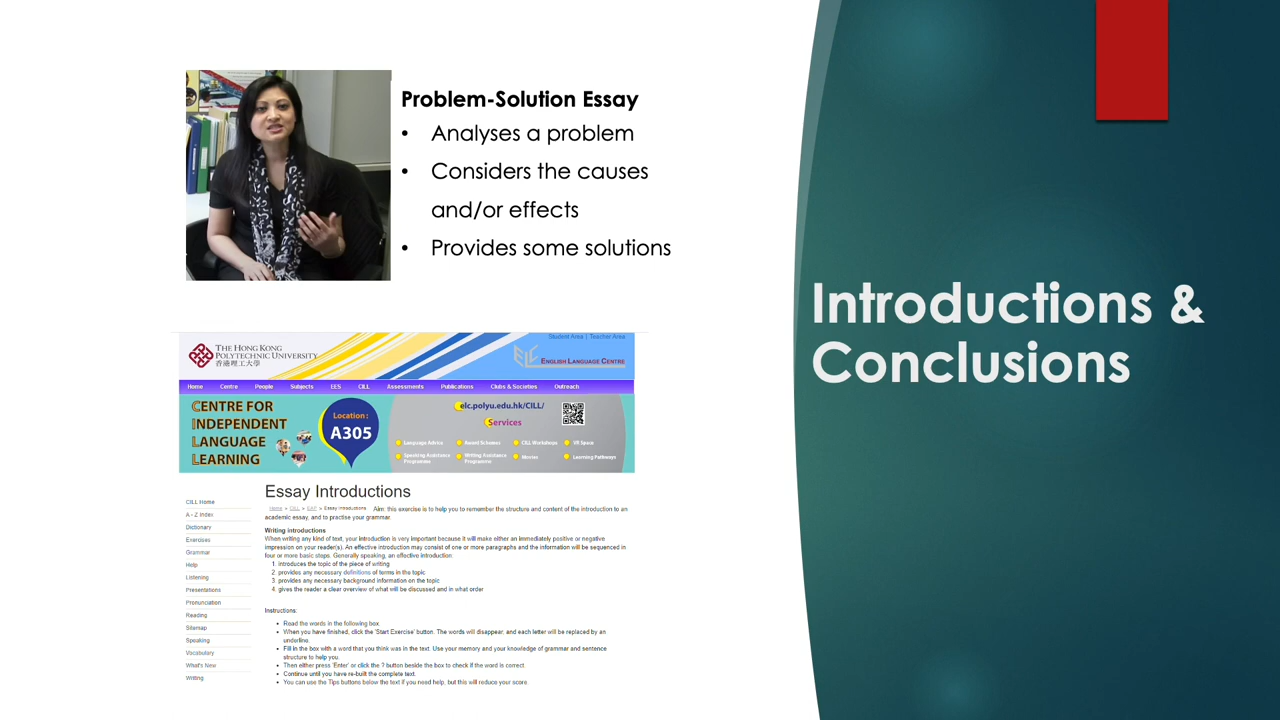 Problem-Solution Essay
• Analyses a problem
• Considers the causes
and/or effects
• Provides some solutions
Introductions &
Conclusions
Student Area | Teacher Area
THE HONG KONG
POLYTECHNIC UNIVERSITY
香港理工大學
ELC
ENGLISH LANGUAGE CENTRE
Home Centre People Subjects EES CILL Assessments Publications Clubs & Societies Outreach
CENTRE FOR
INDEPENDENT
LANGUAGE
LEARNING
Location :
A305
elc.polyu.edu.hk/CILL/
Services
Language Advice Award Schemes CILL Workshops VR Space
Speaking Assistance Programme Writing Assistance Programme Movies Learning Pathways
Essay Introductions
Home > CILL > EAP > Essay Introductions Aim: this exercise is to help you to remember the structure and content of the introduction to an
academic essay, and to practise your grammar.
Writing introductions
When writing any kind of text, your introduction is very important because it will make either an immediately positive or negative
impression on your reader(s). An effective introduction may consist of one or more paragraphs and the information will be sequenced in
four or more basic steps. Generally speaking, an effective introduction:
1. introduces the topic of the piece of writing
2. provides any necessary definitions of terms in the topic
3. provides any necessary background information on the topic
4. gives the reader a clear overview of what will be discussed and in what order
Instructions:
• Read the words in the following box.
• When you have finished, click the 'Start Exercise' button. The words will disappear, and each letter will be replaced by an
underline.
• Fill in the box with a word that you think was in the text. Use your memory and your knowledge of grammar and sentence
structure to help you.
• Then either press 'Enter' or click the ? button beside the box to check if the word is correct.
• Continue until you have re-built the complete text.
• You can use the Tips buttons below the text if you need help, but this will reduce your score.
CILL Home
A - Z Index
Dictionary
Exercises
Grammar
Help
Listening
Presentations
Pronunciation
Reading
Sitemap
Speaking
Vocabulary
What's New
Writing